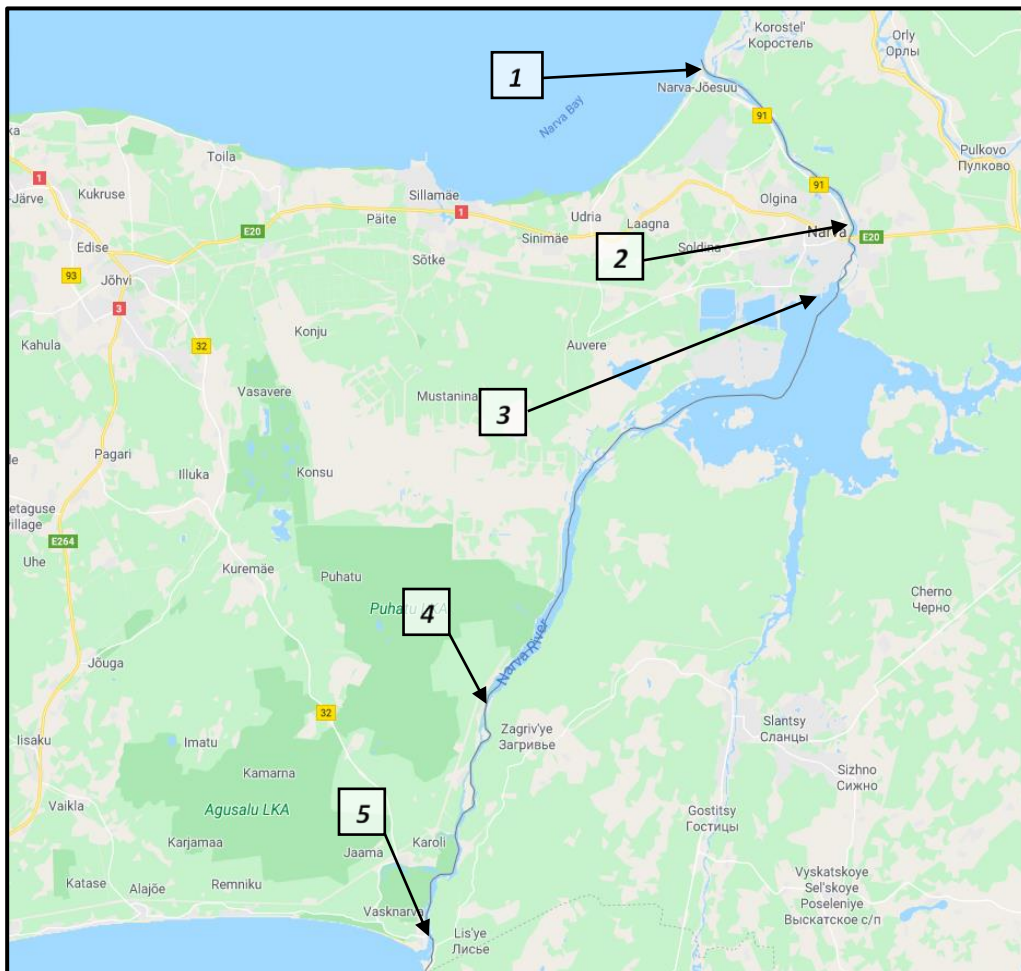 Korostel'
Коростель
Orly
Орлы
1
Narva-Jõesuu
91
Narva Bay
ka
Toila
Pulkovo
Пулково
1
-Järve
Kukruse
Sillamäe
1
91
Olgina
Päite
Udria
Laagna
E20
Sinimäe
Narva
E20
Edise
Sõtke
2
Soldina
93
Jõhvi
3
Konju
Kahula
32
Auvere
Vasavere
Mustanina
3
Pagari
de
Illuka
Konsu
etaguse
village
E264
Uhe
Kuremäe
Puhatu
Puhatu LKA
4
Cherno
Черно
Narva River
Jõuga
32
Zagriv'ye
Загривье
Slantsy
Сланцы
Iisaku
Imatu
Kamarna
Sizhno
Сижно
Agusalu LKA
5
Vaikla
Gostitsy
Гостицы
Karjamaa
Jaama
Karoli
Katase
Alajõe
Remniku
Vyskatskoye
Sel'skoye
Poseleniye
Выскатское с/п
Vasknarva
Lis'ye
Лисье